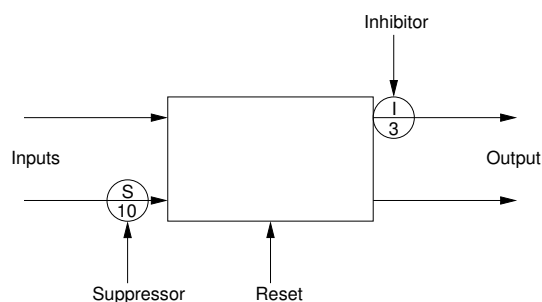 Inhibitor
I
3
Inputs
Output
S
10
Suppressor
Reset